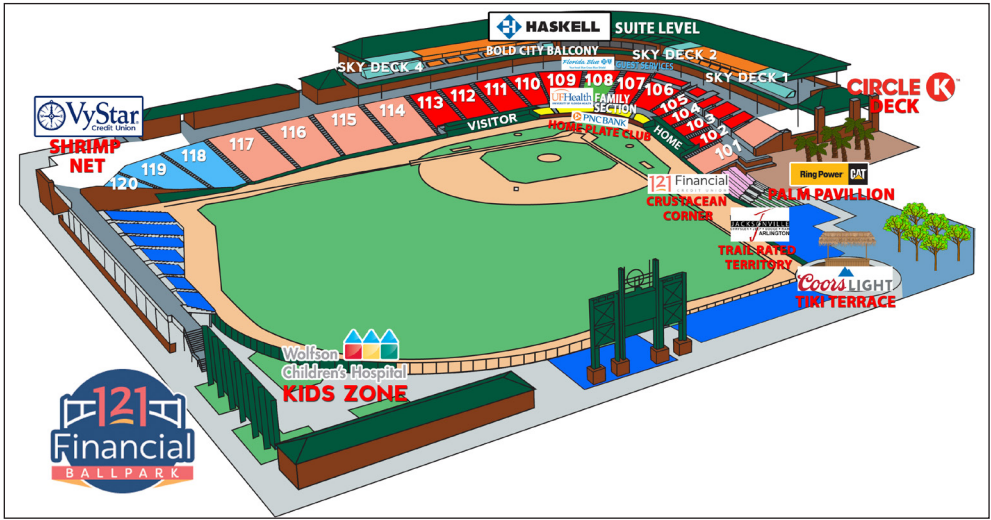 HASKELL
SUITE LEVEL
BOLD CITY BALCONY
SKY DECK 2
Florida Blue
GUEST SERVICES
SKY DECK 4
SKY DECK 1
CIRCLE K
DECK
VyStar
Credit Union
SHRIMP
NET
120
119
118
117
116
115
114
113
112
111
110
109
108
107
106
105
104
103
102
101
UFHealth
FAMILY
SECTION
PNC BANK
HOME PLATE CLUB
VISITOR
HOME
121 Financial
CREDIT UNION
CRUSTACEAN
CORNER
Ring Power CAT
PALM PAVILLION
JACKSONVILLE
ARLINGTON
TRAIL RATED
TERRITORY
Coors LIGHT
TIKI TERRACE
Wolfson
Children's Hospital
KIDS ZONE
121
Financial
BALLPARK